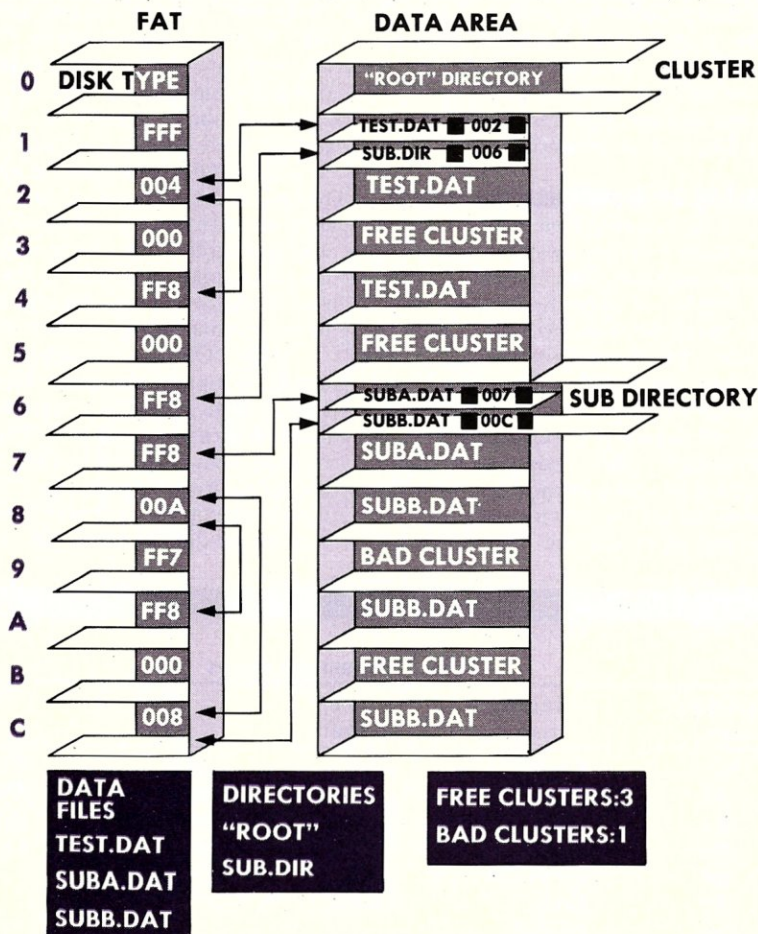 FAT
DATA AREA
0 DISK TYPE
"ROOT" DIRECTORY
CLUSTER
1 FFF
TEST.DAT 002
SUB.DIR 006
2 004
TEST.DAT
3 000
FREE CLUSTER
4 FF8
TEST.DAT
5 000
FREE CLUSTER
6 FF8
SUBA.DAT 007
SUB DIRECTORY
SUBB.DAT 00C
7 FF8
SUBA.DAT
8 00A
SUBB.DAT
9 FF7
BAD CLUSTER
A FF8
SUBB.DAT
B 000
FREE CLUSTER
C 008
SUBB.DAT
DATA
FILES
TEST.DAT
SUBA.DAT
SUBB.DAT
DIRECTORIES
"ROOT"
SUB.DIR
FREE CLUSTERS:3
BAD CLUSTERS:1